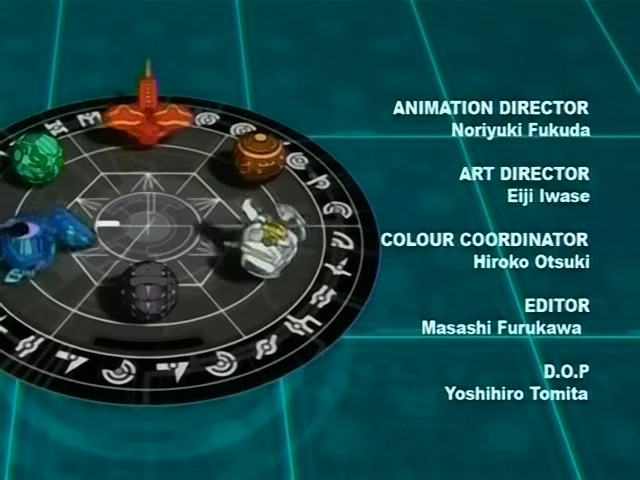 ANIMATION DIRECTOR
Noriyuki Fukuda
ART DIRECTOR
Eiji Iwase
COLOUR COORDINATOR
Hiroko Otsuki
EDITOR
Masashi Furukawa
D.O.P
Yoshihiro Tomita